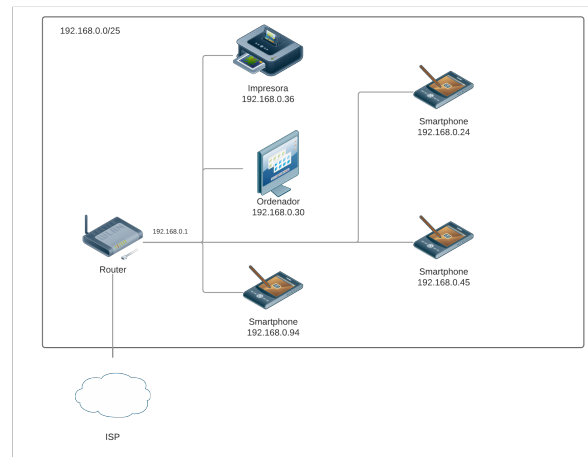 192.168.0.0/25
Impresora
192.168.0.36
Smartphone
192.168.0.24
Ordenador
192.168.0.30
192.168.0.1
Router
Smartphone
192.168.0.45
Smartphone
192.168.0.94
ISP